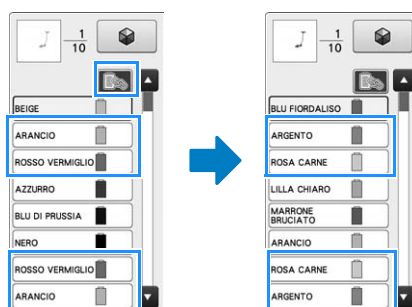 1
10
BEIGE
ARANCIO
ROSSO VERMIGLIO
AZZURRO
BLU DI PRUSSIA
NERO
ROSSO VERMIGLIO
ARANCIO
1
10
BLU FIORDALISO
ARGENTO
ROSA CARNE
LILLA CHIARO
MARRONE
BRUCIATO
ARANCIO
ROSA CARNE
ARGENTO